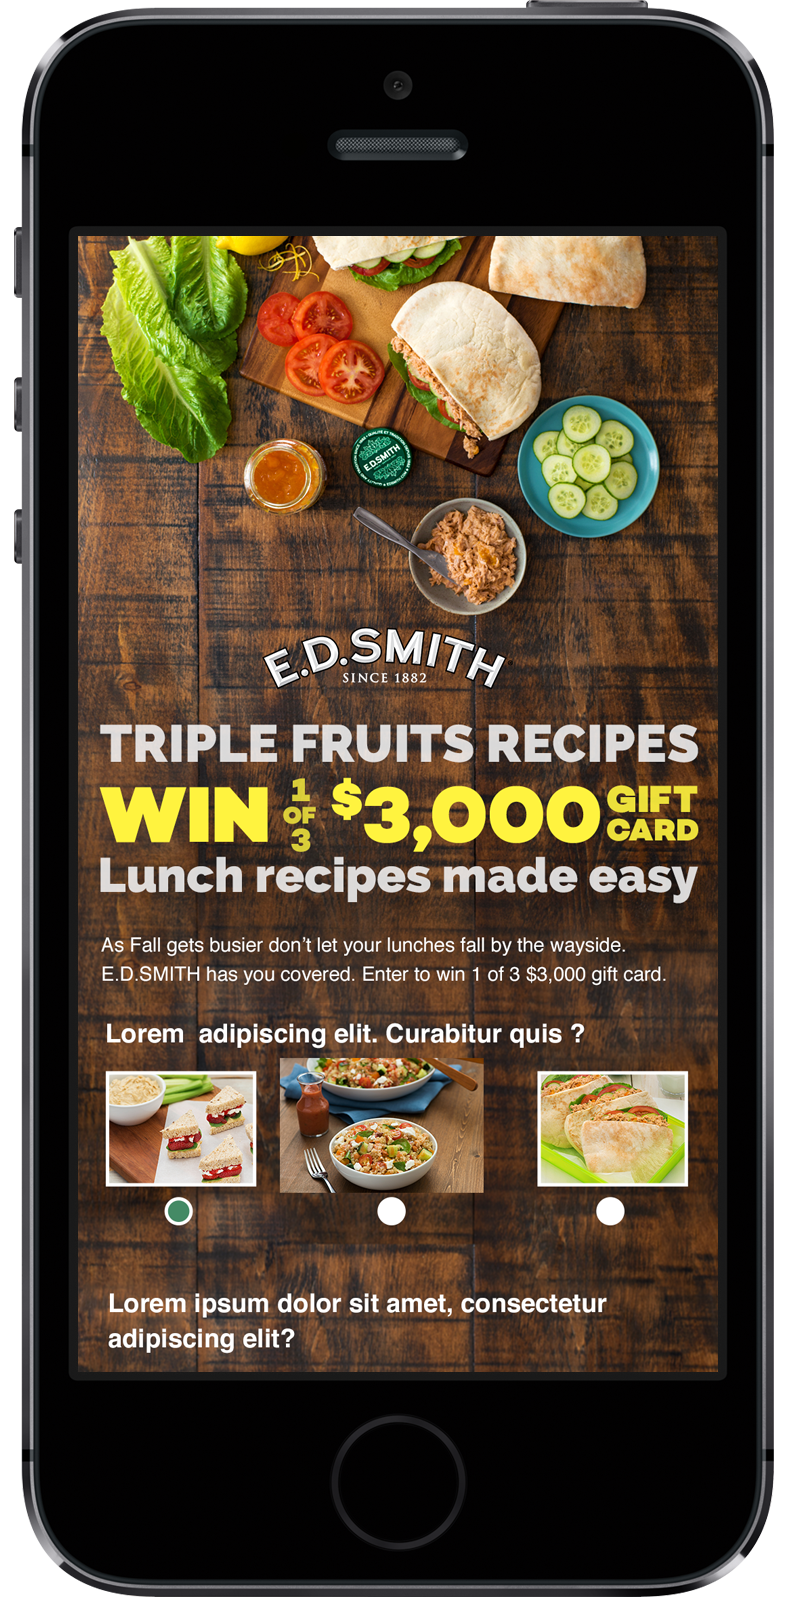 E.D.SMITH
E.D.SMITH
SINCE 1882
TRIPLE FRUITS RECIPES
WIN 1 OF 3 $3,000 GIFT CARD
Lunch recipes made easy
As Fall gets busier don’t let your lunches fall by the wayside.
E.D.SMITH has you covered. Enter to win 1 of 3 $3,000 gift card.
Lorem  adipiscing elit. Curabitur quis ?
Lorem ipsum dolor sit amet, consectetur
adipiscing elit?